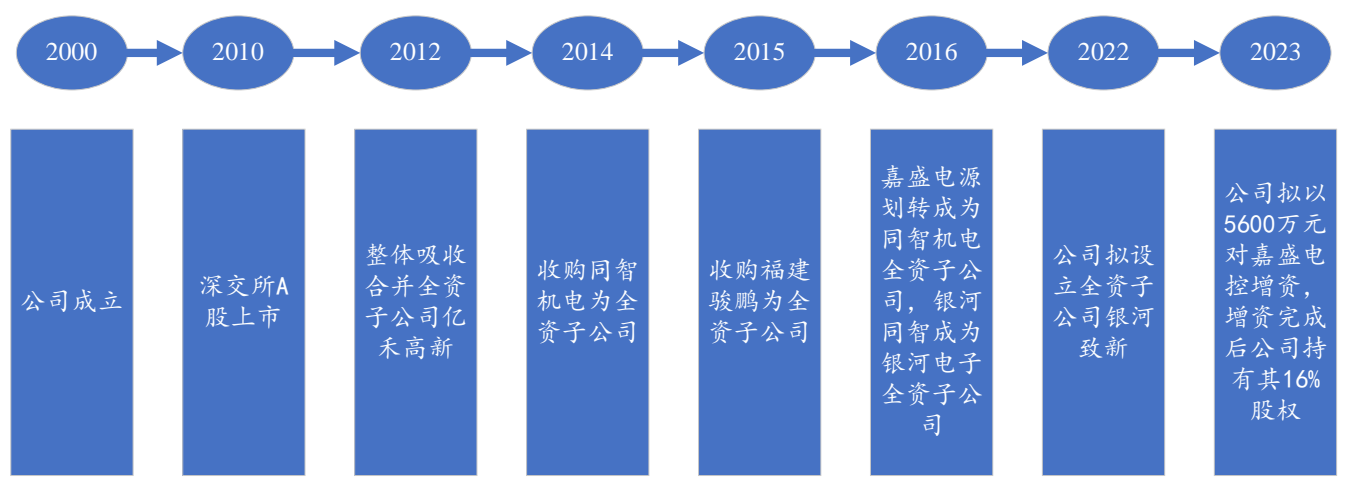 2000
2010
2012
2014
2015
2016
2022
2023
公司成立
深交所A
股上市
整体吸收
合并全资
子公司亿
禾高新
收购同智
机电为全
资子公司
收购福建
骏鹏为全
资子公司
嘉盛电源
划转成为
同智机电
全资子公
司，银河
同智成为
银河电子
全资子公
司
公司拟设
立全资子
公司银河
致新
公司拟以
5600万元
对嘉盛电
控增资，
增资完成
后公司持
有其16%
股权